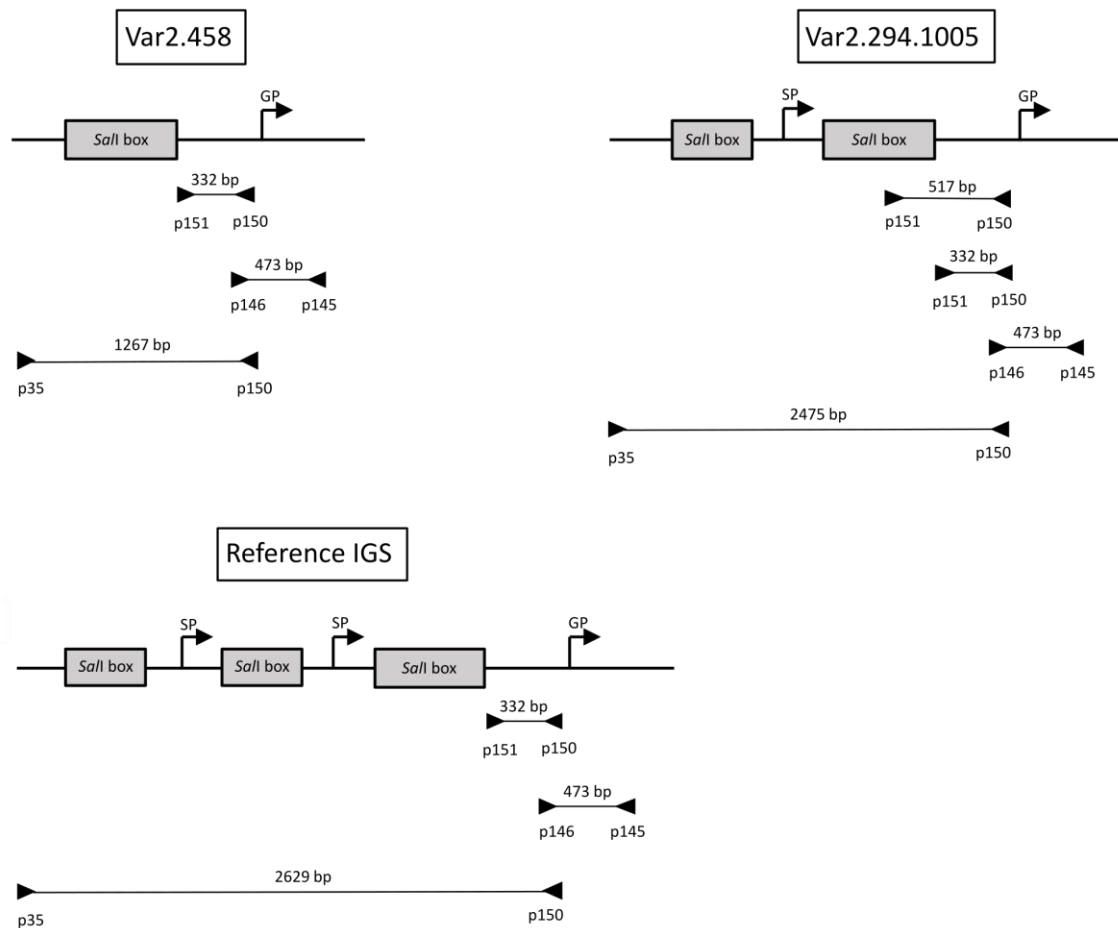 Var2.458
GP
SalI box
332 bp
p151 p150
473 bp
p146 p145
1267 bp
p35 p150
Var2.294.1005
SP GP
SalI box SalI box
517 bp
p151 p150
332 bp
p151 p150
473 bp
p146 p145
2475 bp
p35 p150
Reference IGS
SP SP GP
SalI box SalI box SalI box
332 bp
p151 p150
473 bp
p146 p145
2629 bp
p35 p150